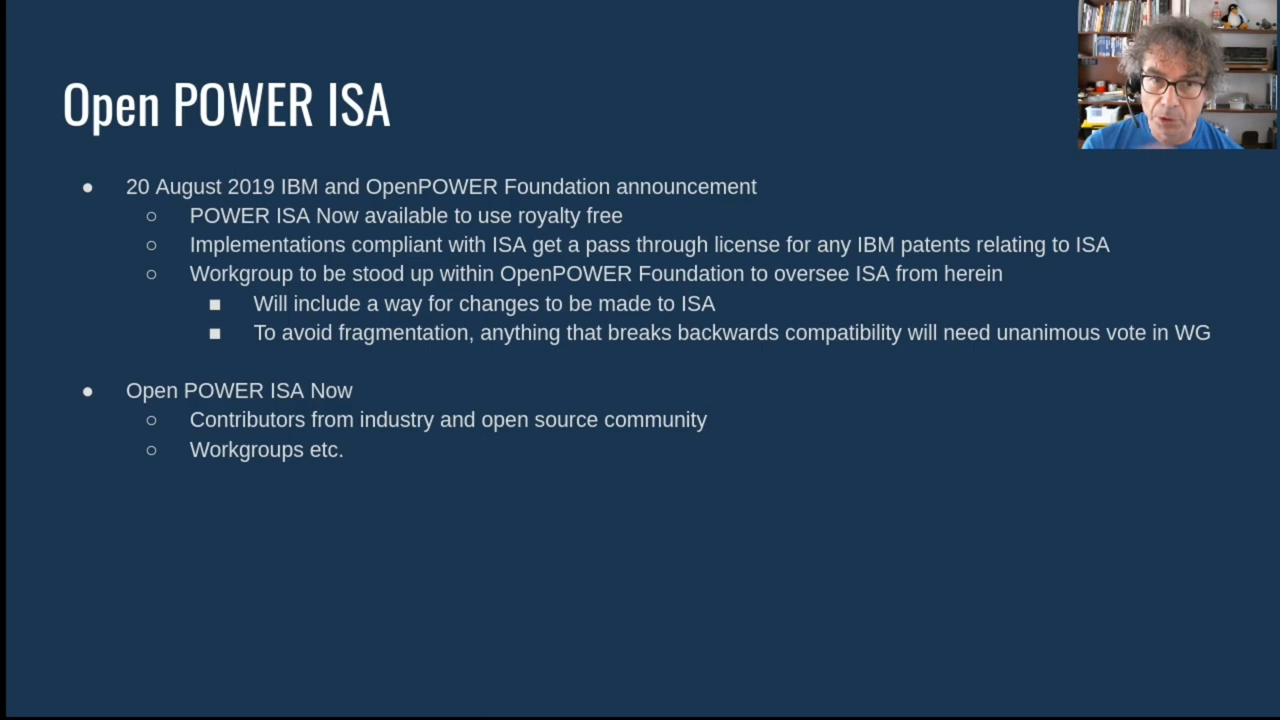 Open POWER ISA
● 20 August 2019 IBM and OpenPOWER Foundation announcement
○ POWER ISA Now available to use royalty free
○ Implementations compliant with ISA get a pass through license for any IBM patents relating to ISA
○ Workgroup to be stood up within OpenPOWER Foundation to oversee ISA from herein
■ Will include a way for changes to be made to ISA
■ To avoid fragmentation, anything that breaks backwards compatibility will need unanimous vote in WG
● Open POWER ISA Now
○ Contributors from industry and open source community
○ Workgroups etc.